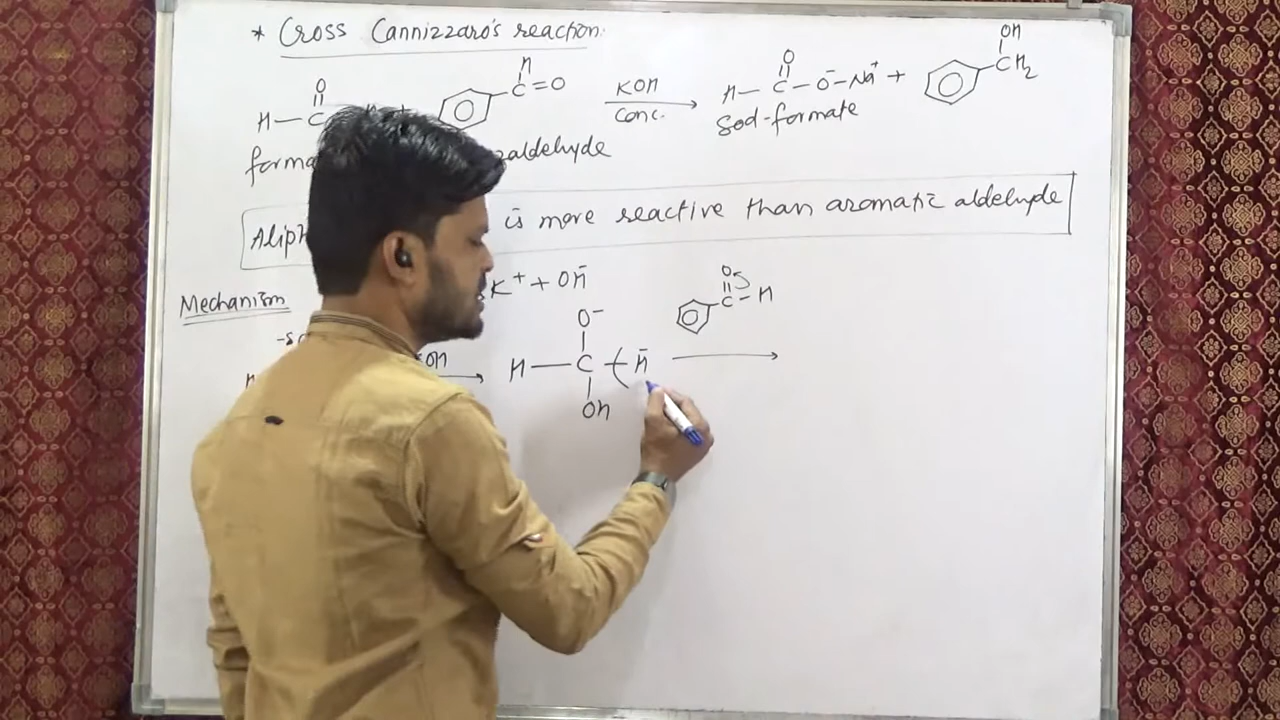 * Cross Cannizzaro's reaction:
H
O
C=O
H—C
+
KOH
conc.
O
H—C—O⁻—Na⁺ +
OH
CH₂
sod-formate
is more reactive than aromatic aldehyde
Mechanism
K⁺ + OH⁻
O⁻
H—C—H⁻
OH
O
C—H